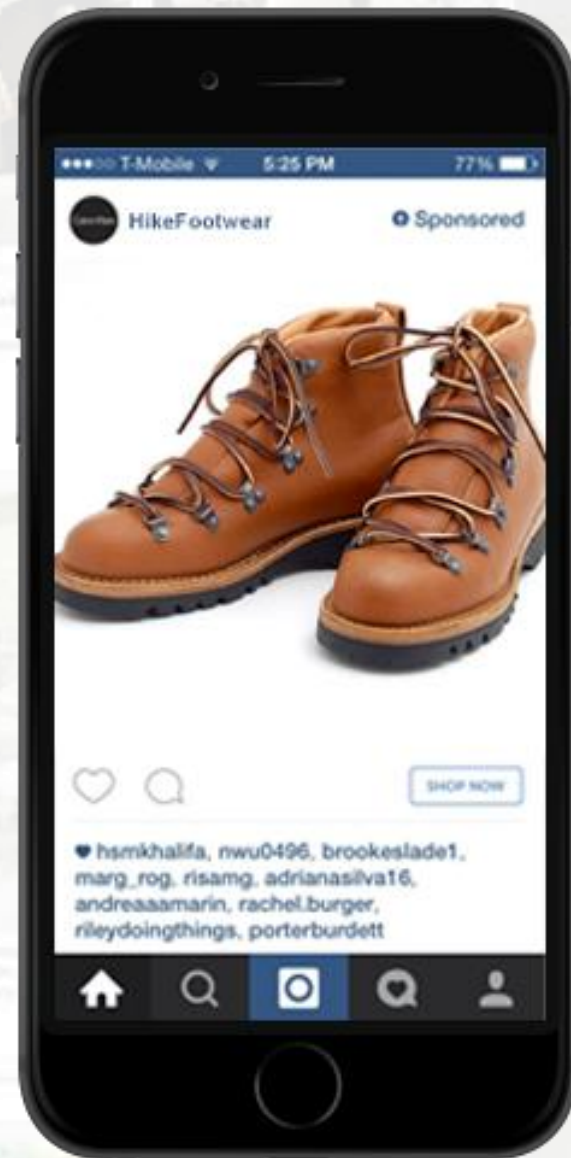 T-Mobile 5:25 PM 77%
HikeFootwear Sponsored
SHOP NOW
hsmkhalifa, nwu0496, brookeslade1,
marg_rog, risamg, adrianasilva16,
andreaaamarin, rachel.burger,
rileydoingthings, porterburdett